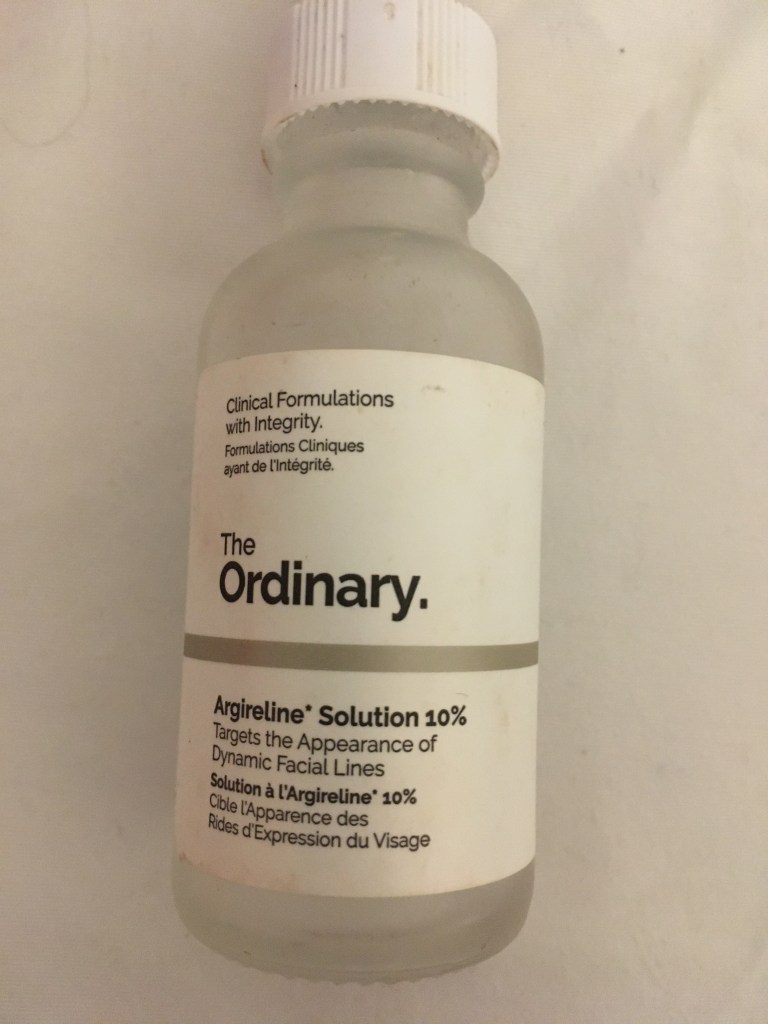 Clinical Formulations
with Integrity.
Formulations Cliniques
ayant de l'Intégrité.
The
Ordinary.
Argireline* Solution 10%
Targets the Appearance of
Dynamic Facial Lines
Solution à l'Argireline* 10%
Cible l'Apparence des
Rides d'Expression du Visage